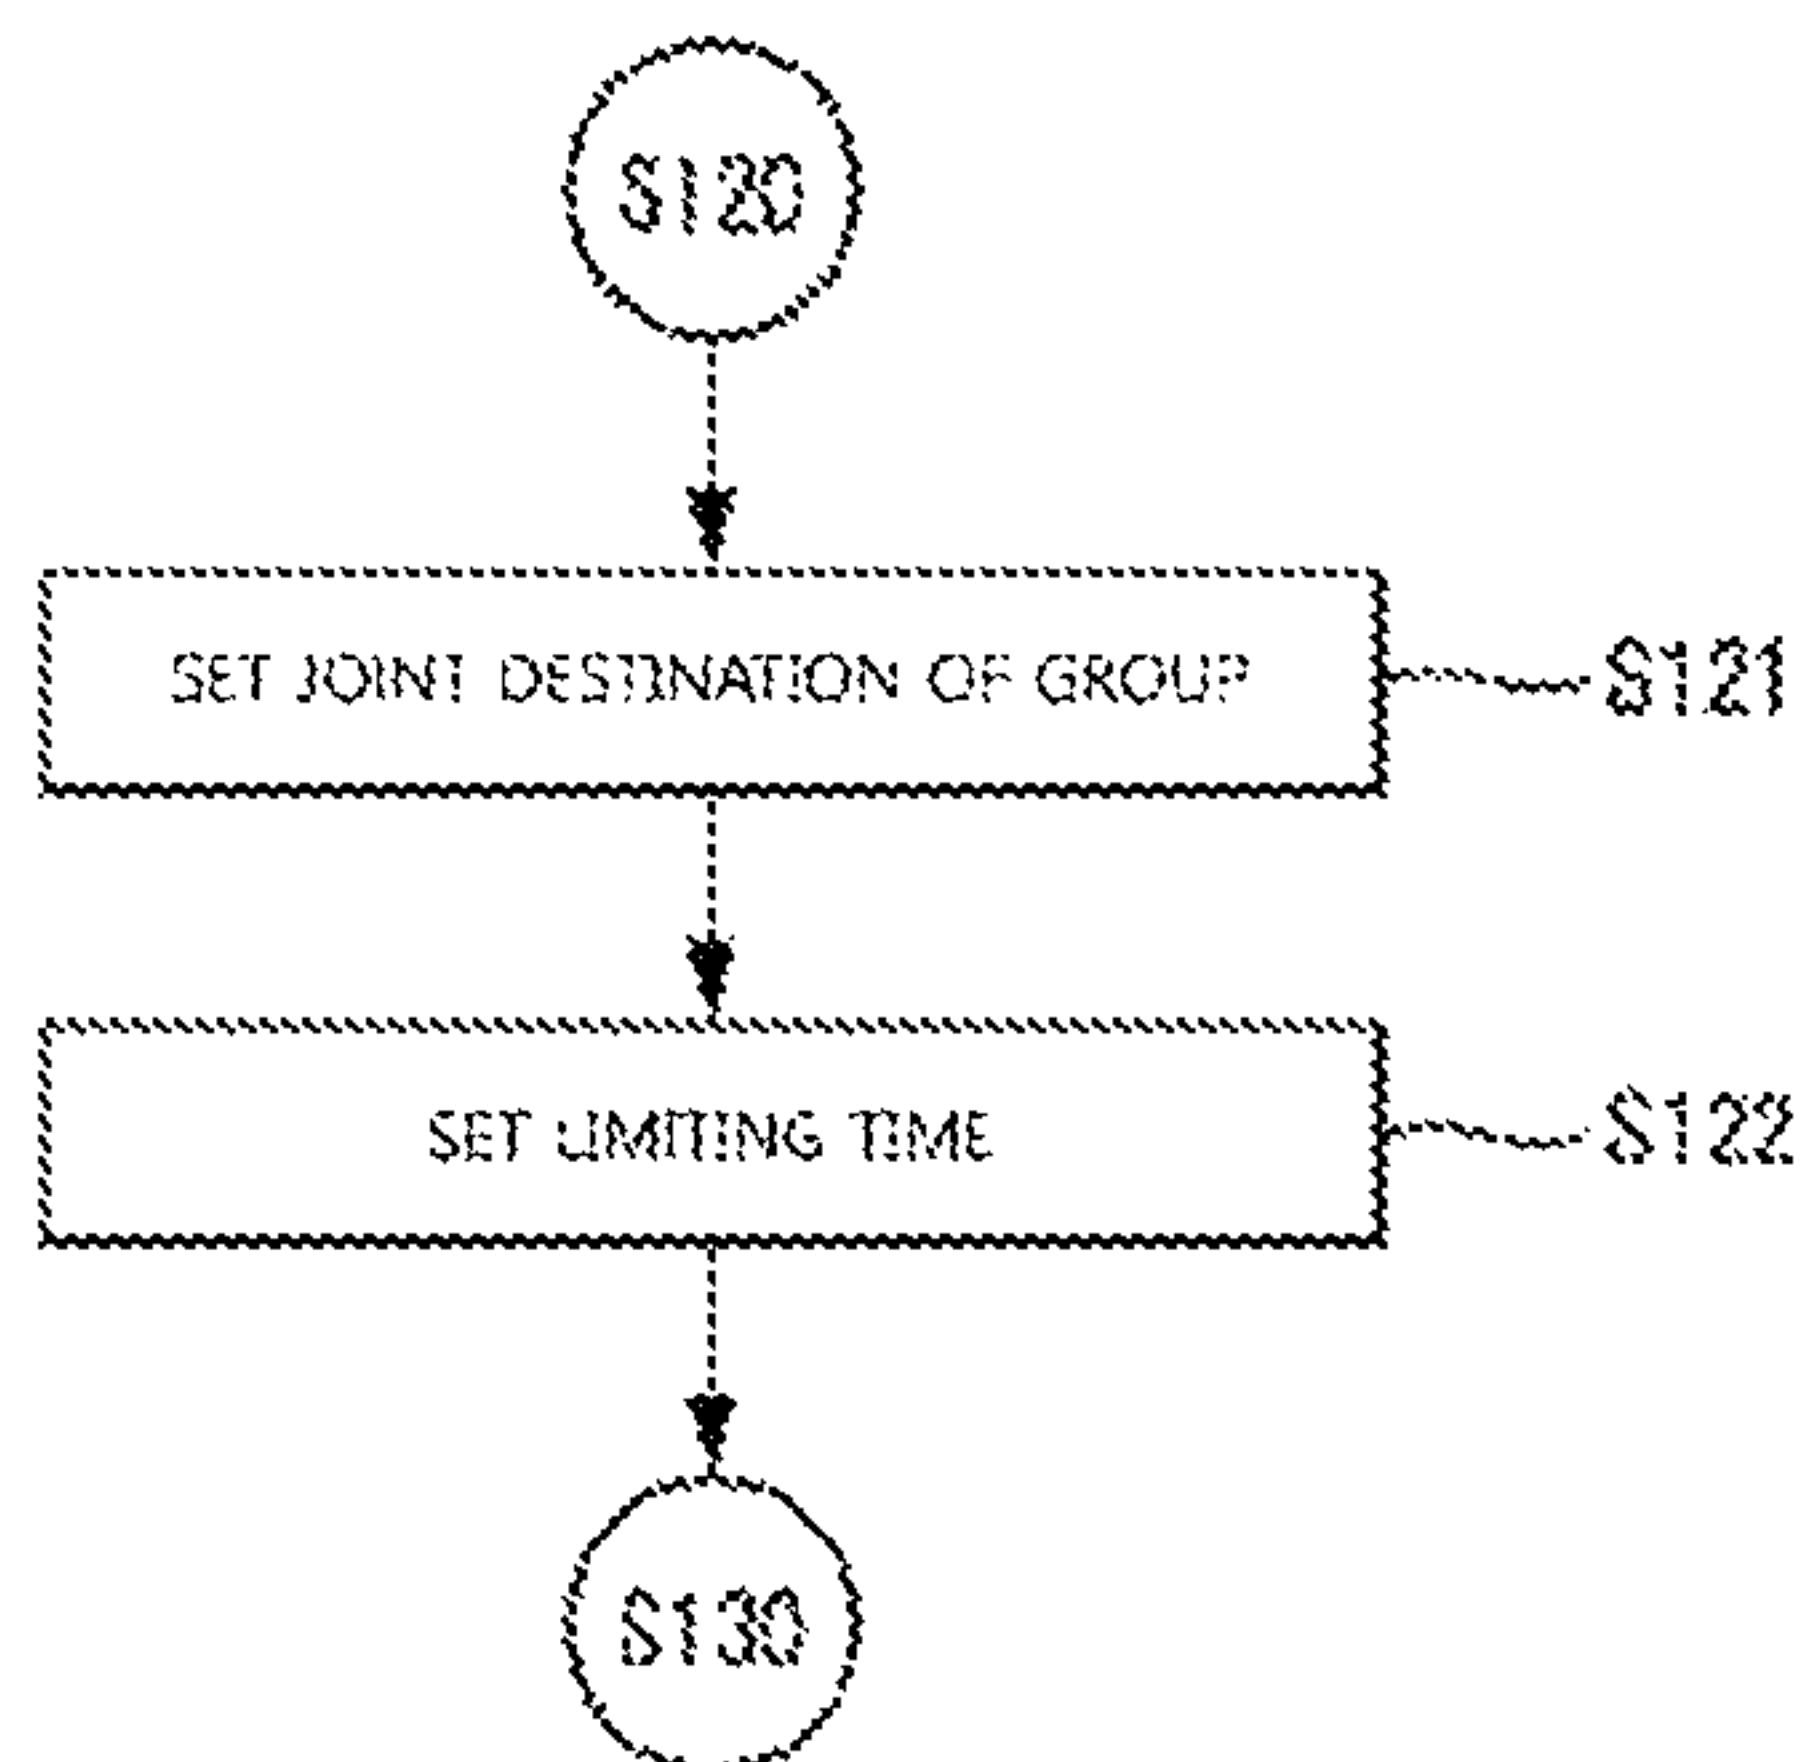 S120
SET JOINT DESTINATION OF GROUP
S121
SET LIMITING TIME
S122
S130